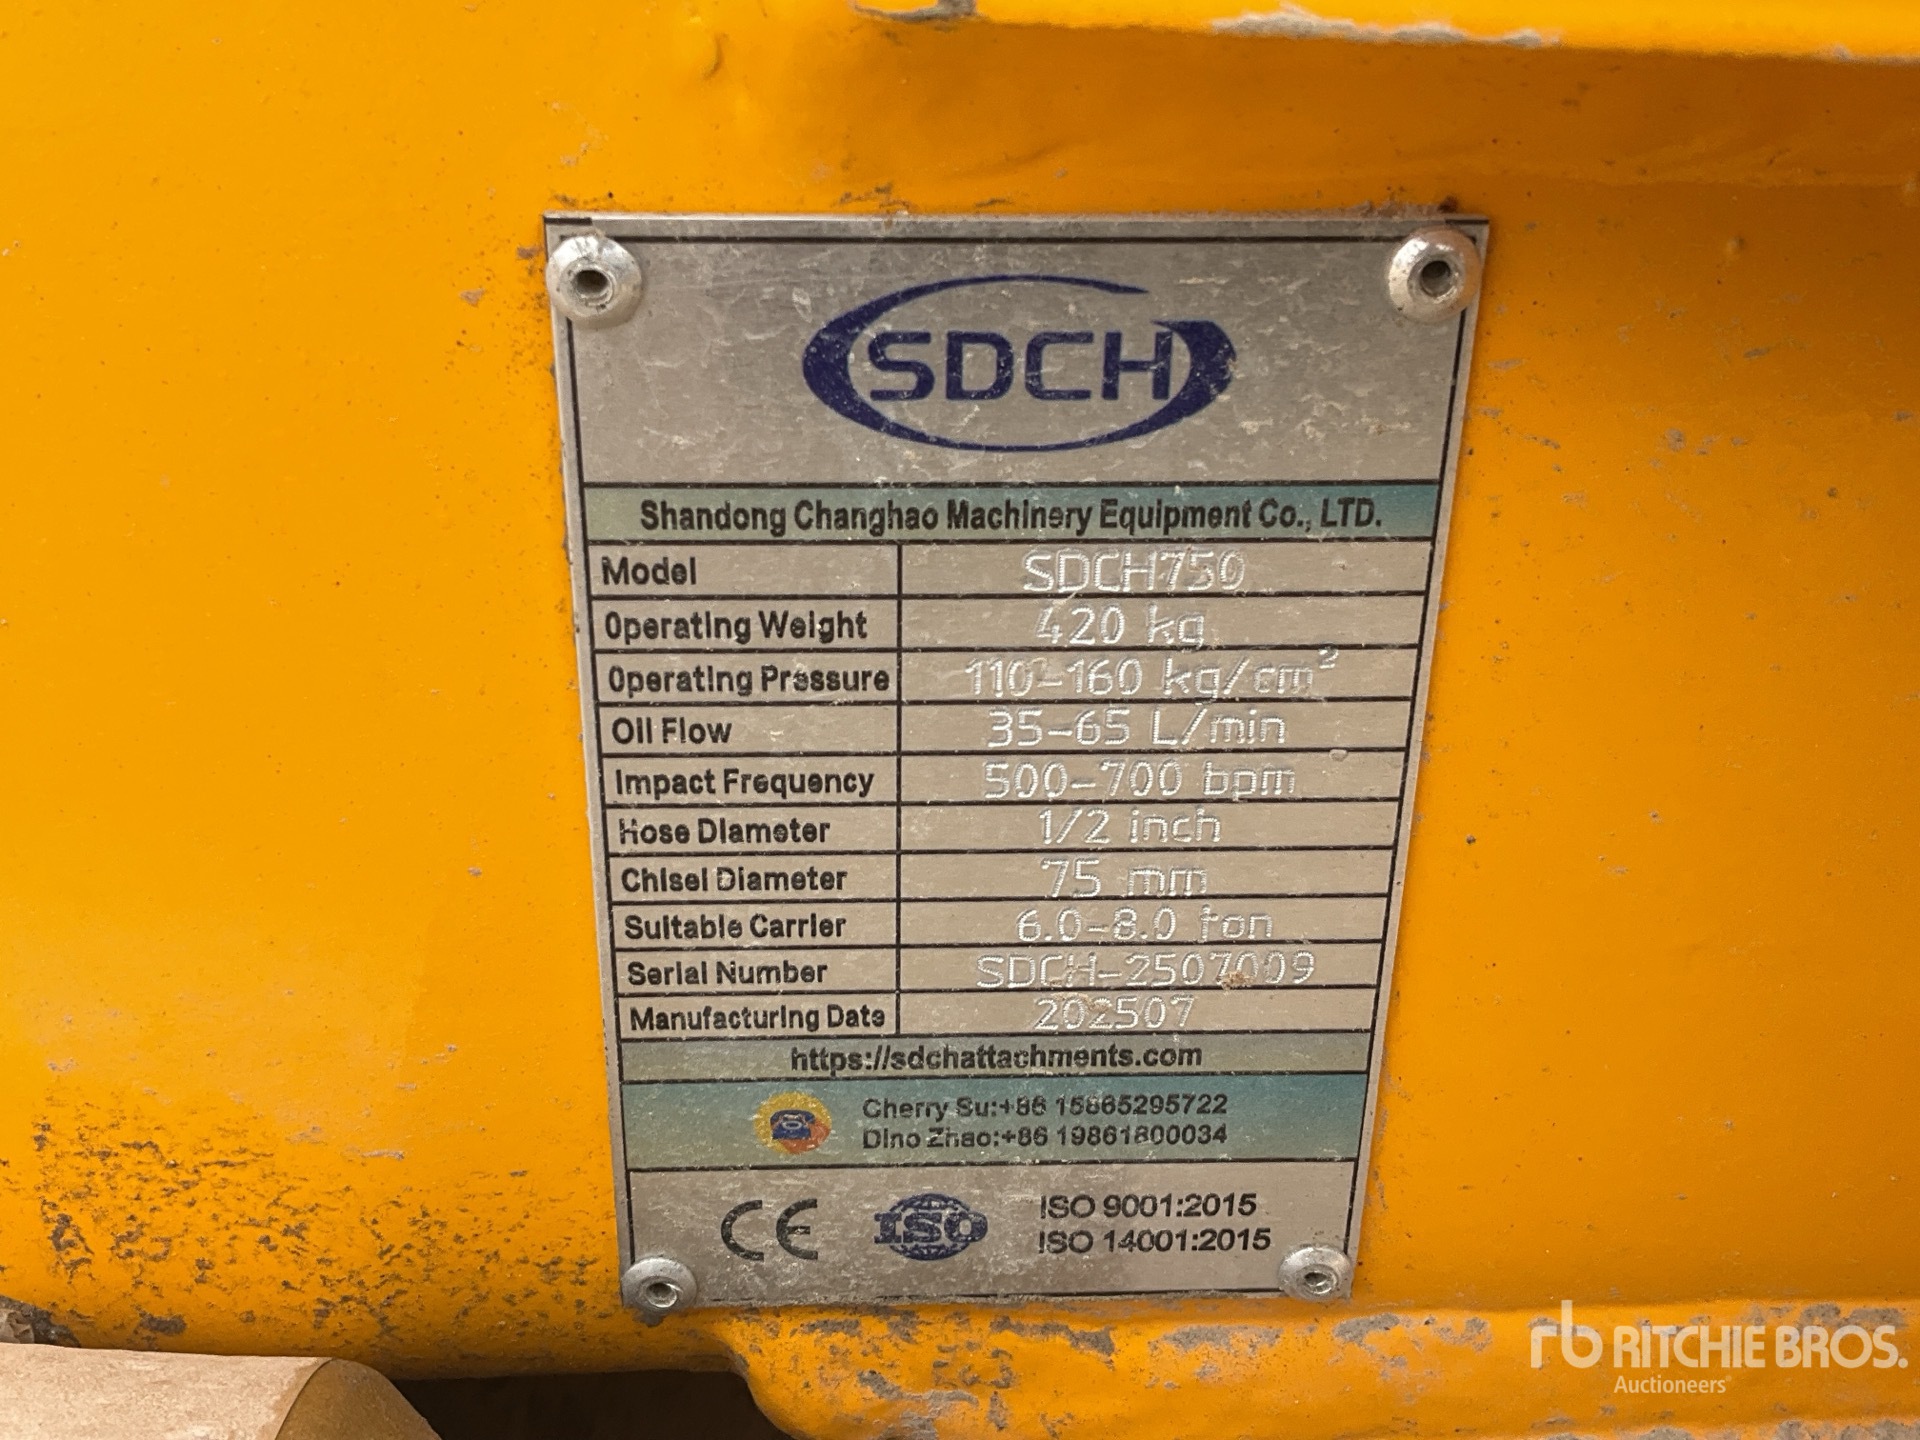 SDCH
Shandong Changhao Machinery Equipment Co., LTD.
Model SDCH750
Operating Weight 420 kg
Operating Pressure 110-160 kg/cm²
Oil Flow 35-65 L/min
Impact Frequency 500-700 bpm
Hose Diameter 1/2 inch
Chisel Diameter 75 mm
Suitable Carrier 6.0-8.0 ton
Serial Number SDCH-2507009
Manufacturing Date 202507
https://sdchattachments.com
Cherry Su:+86 15865295722
Dino Zhao:+86 19861800034
CE ISO ISO 9001:2015
ISO 14001:2015
rb RITCHIE BROS.
Auctioneers